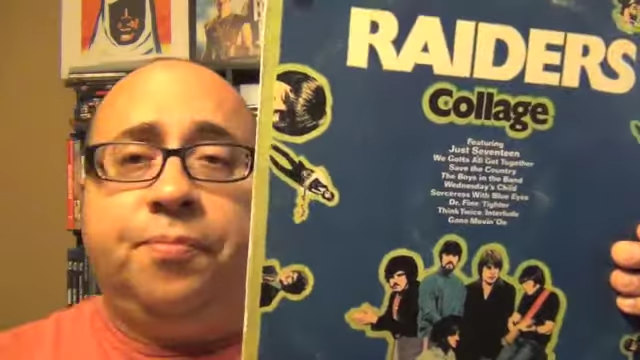 RAIDERS
Collage
Featuring
Just Seventeen
We Gotta All Get Together
Save the Country
The Boys in the Band
Wednesday's Child
Sorceress With Blue Eyes
Dr. Fine
Tighter
Think Twice
Interlude
Gone Movin' On